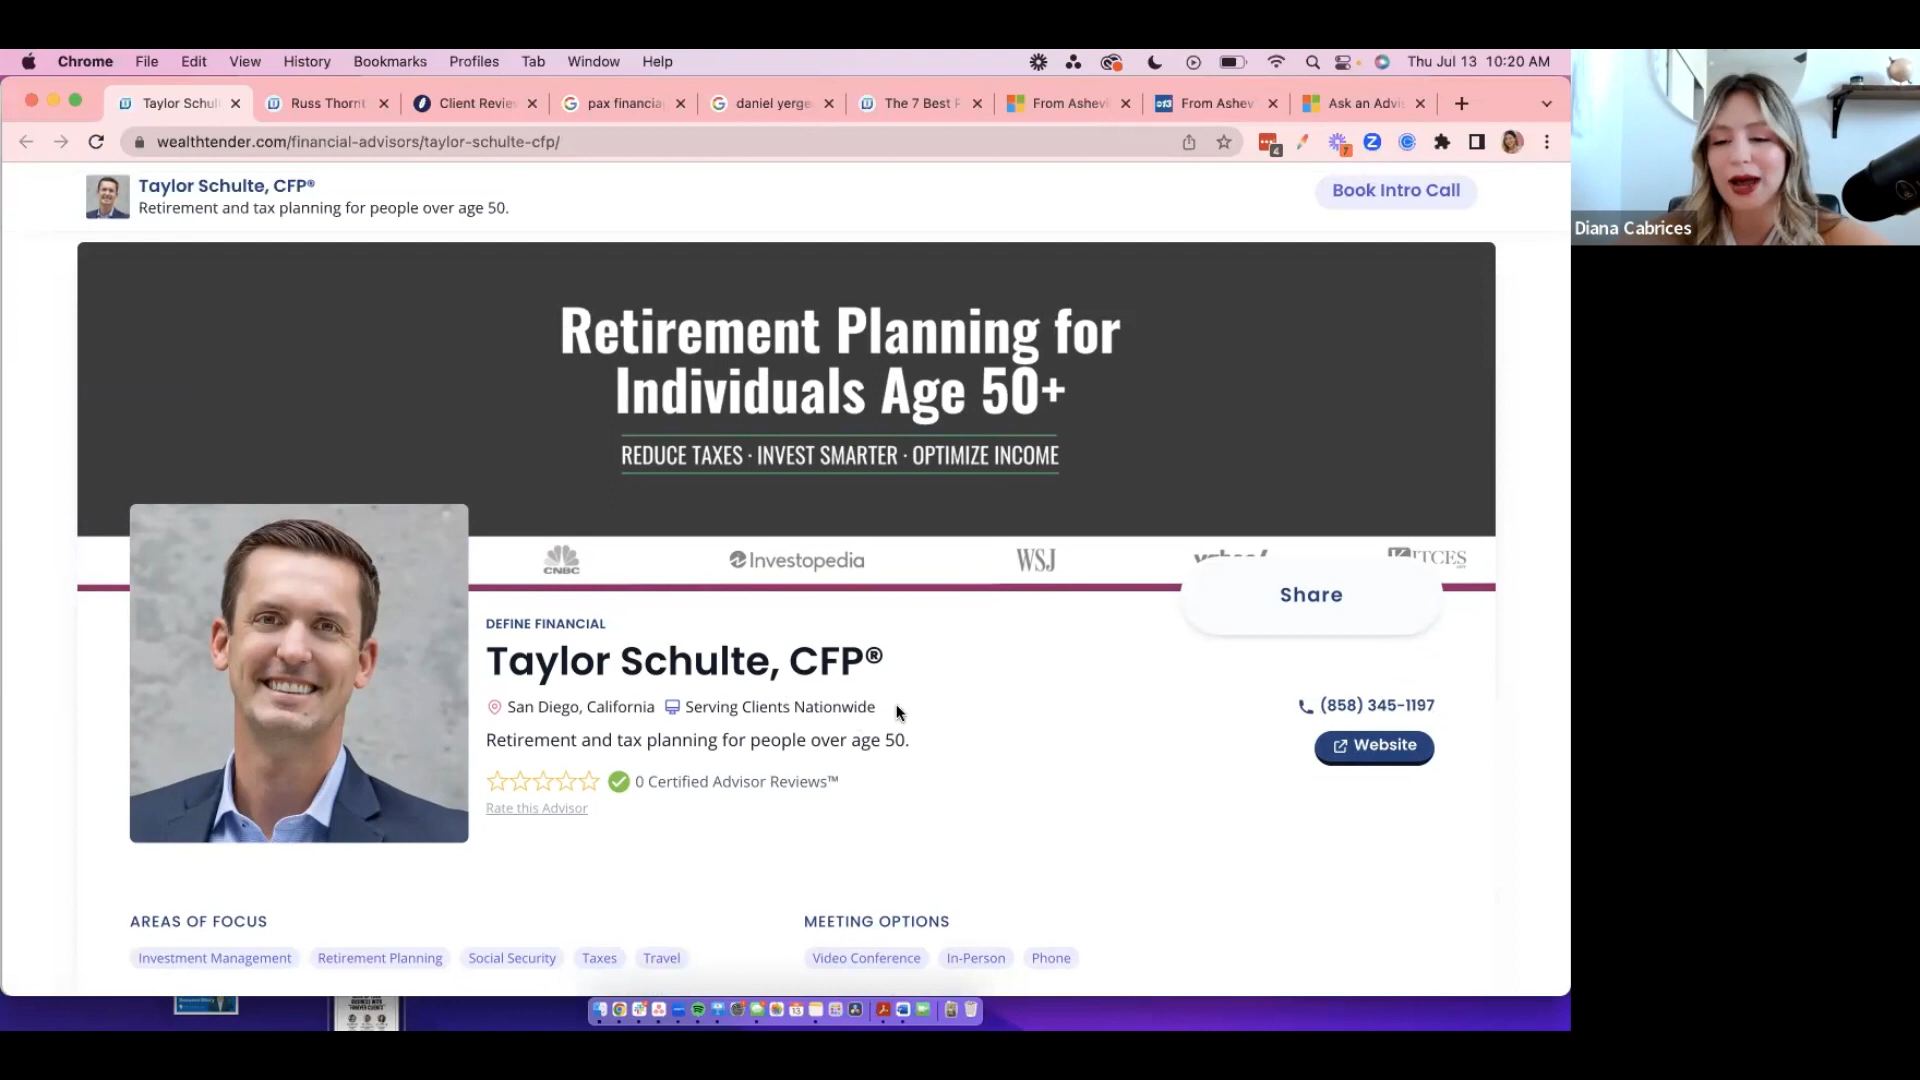 Chrome File Edit View History Bookmarks Profiles Tab Window Help Thu Jul 13 10:20 AM
Taylor Schul Russ Thornt Client Revie pax financia daniel yerge The 7 Best From Ashevi From Ashev Ask an Advis
wealthtender.com/financial-advisors/taylor-schulte-cfp/
Taylor Schulte, CFP®
Retirement and tax planning for people over age 50.
Book Intro Call
Diana Cabrices
Retirement Planning for
Individuals Age 50+
REDUCE TAXES · INVEST SMARTER · OPTIMIZE INCOME
CNBC Investopedia WSJ yahoo! KITCES
Share
DEFINE FINANCIAL
Taylor Schulte, CFP®
San Diego, California Serving Clients Nationwide
(858) 345-1197
Retirement and tax planning for people over age 50.
Website
0 Certified Advisor Reviews™
Rate this Advisor
AREAS OF FOCUS
Investment Management Retirement Planning Social Security Taxes Travel
MEETING OPTIONS
Video Conference In-Person Phone